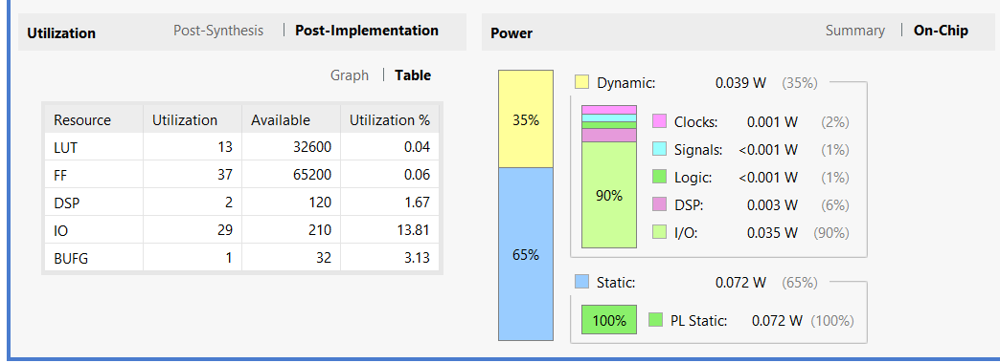 Utilization Post-Synthesis | Post-Implementation
Graph | Table
Resource Utilization Available Utilization %
LUT 13 32600 0.04
FF 37 65200 0.06
DSP 2 120 1.67
IO 29 210 13.81
BUFG 1 32 3.13
Power Summary | On-Chip
35%
65%
Dynamic: 0.039 W (35%)
90%
Clocks: 0.001 W (2%)
Signals: <0.001 W (1%)
Logic: <0.001 W (1%)
DSP: 0.003 W (6%)
I/O: 0.035 W (90%)
Static: 0.072 W (65%)
100% PL Static: 0.072 W (100%)